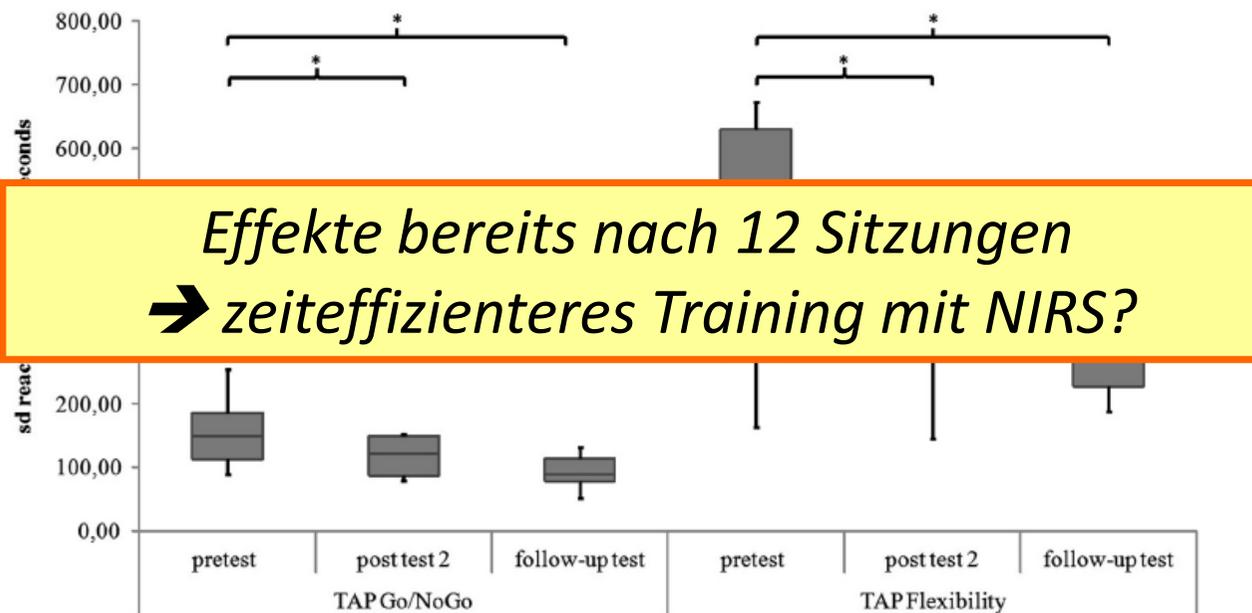 800,00
*
*
*
*
700,00
600,00
Effekte bereits nach 12 Sitzungen
➔ zeiteffizienteres Training mit NIRS?
200,00
100,00
0,00
pretest
post test 2
follow-up test
pretest
post test 2
follow-up test
TAP Go/NoGo
TAP Flexibility